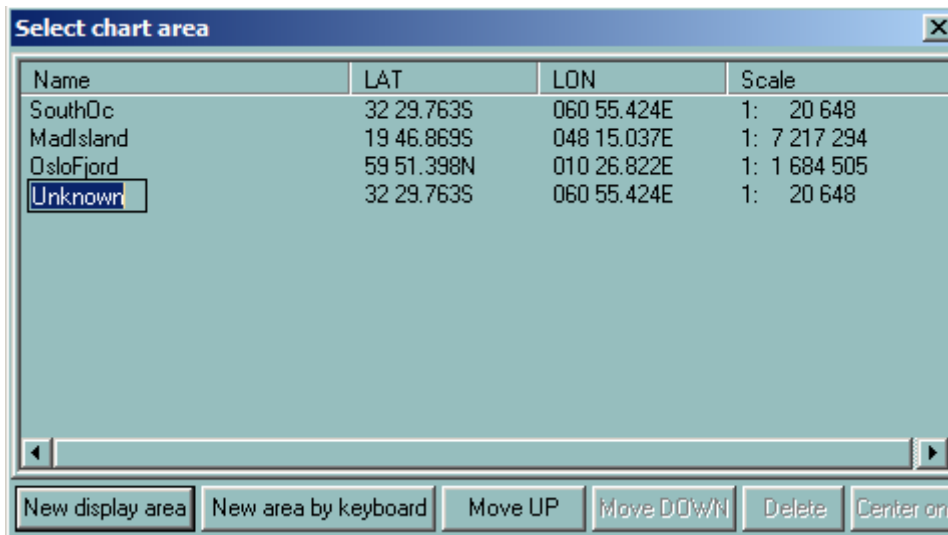 Select chart area
Name LAT LON Scale
SouthOc 32 29.763S 060 55.424E 1: 20 648
MadIsland 19 46.869S 048 15.037E 1: 7 217 294
OsloFjord 59 51.398N 010 26.822E 1: 1 684 505
Unknown 32 29.763S 060 55.424E 1: 20 648
New display area New area by keyboard Move UP Move DOWN Delete Center on